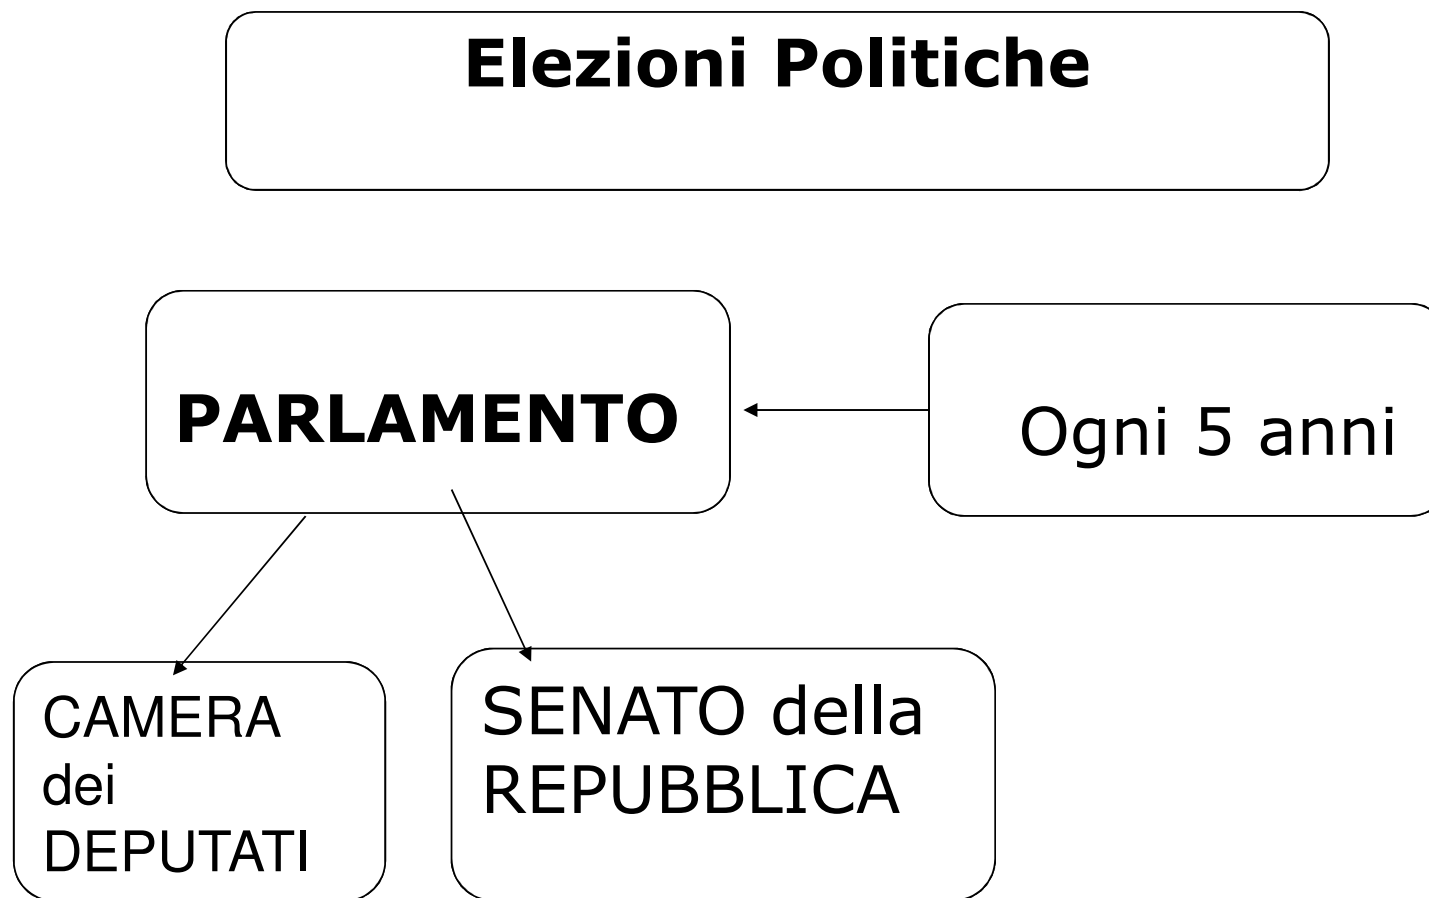 Elezioni Politiche
PARLAMENTO
Ogni 5 anni
CAMERA
dei
DEPUTATI
SENATO della
REPUBBLICA